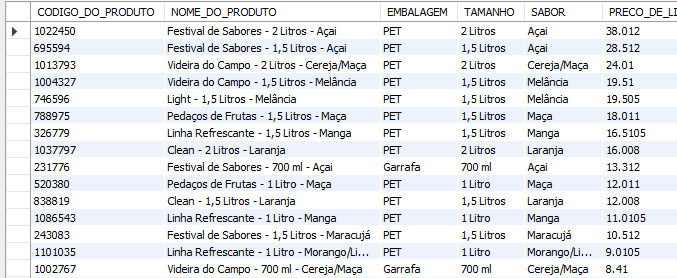 CODIGO_DO_PRODUTO NOME_DO_PRODUTO EMBALAGEM TAMANHO SABOR PRECO_DE_LI
1022450 Festival de Sabores - 2 Litros - Açai PET 2 Litros Açai 38.012
695594 Festival de Sabores - 1,5 Litros - Açai PET 1,5 Litros Açai 28.512
1013793 Videira do Campo - 2 Litros - Cereja/Maça PET 2 Litros Cereja/Maça 24.01
1004327 Videira do Campo - 1,5 Litros - Melância PET 1,5 Litros Melância 19.51
746596 Light - 1,5 Litros - Melância PET 1,5 Litros Melância 19.505
788975 Pedaços de Frutas - 1,5 Litros - Maça PET 1,5 Litros Maça 18.011
326779 Linha Refrescante - 1,5 Litros - Manga PET 1,5 Litros Manga 16.5105
1037797 Clean - 2 Litros - Laranja PET 2 Litros Laranja 16.008
231776 Festival de Sabores - 700 ml - Açai Garrafa 700 ml Açai 13.312
520380 Pedaços de Frutas - 1 Litro - Maça PET 1 Litro Maça 12.011
838819 Clean - 1,5 Litros - Laranja PET 1,5 Litros Laranja 12.008
1086543 Linha Refrescante - 1 Litro - Manga PET 1 Litro Manga 11.0105
243083 Festival de Sabores - 1,5 Litros - Maracujá PET 1,5 Litros Maracujá 10.512
1101035 Linha Refrescante - 1 Litro - Morango/Li... PET 1 Litro Morango/Li... 9.0105
1002767 Videira do Campo - 700 ml - Cereja/Maça Garrafa 700 ml Cereja/Maça 8.41